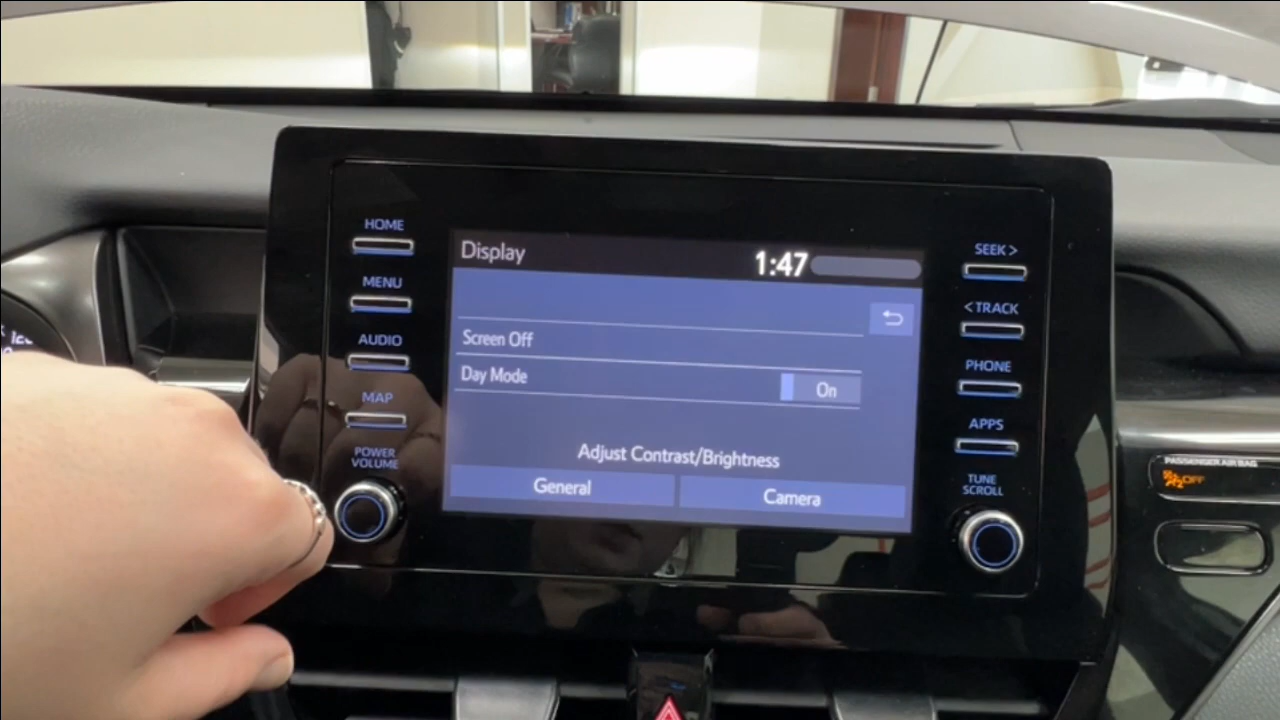 HOME
MENU
AUDIO
MAP
POWER
VOLUME
Display
1:47
Screen Off
Day Mode
On
Adjust Contrast/Brightness
General
Camera
SEEK >
< TRACK
PHONE
APPS
TUNE
SCROLL
PASSENGER AIR BAG
OFF